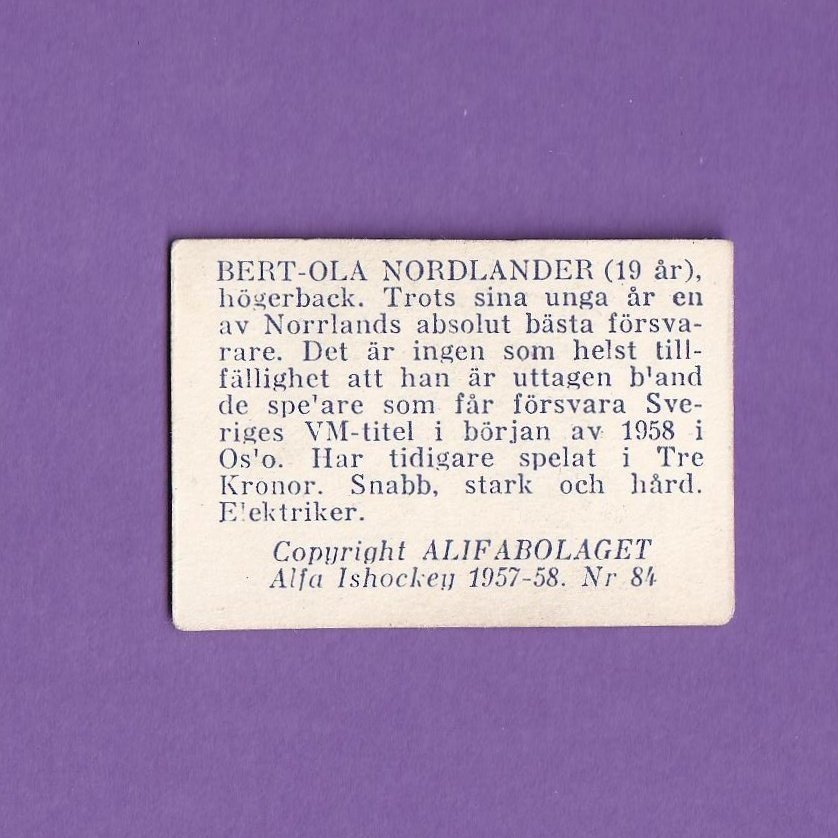 BERT-OLA NORDLANDER (19 år),
högerback. Trots sina unga år en
av Norrlands absolut bästa försva-
rare. Det är ingen som helst till-
fällighet att han är uttagen b'and
de spe'are som får försvara Sve-
riges VM-titel i början av 1958 i
Os'o. Har tidigare spelat i Tre
Kronor. Snabb, stark och hård.
E'ektriker.
Copyright ALIFABOLAGET
Alfa Ishockey 1957-58. Nr 84